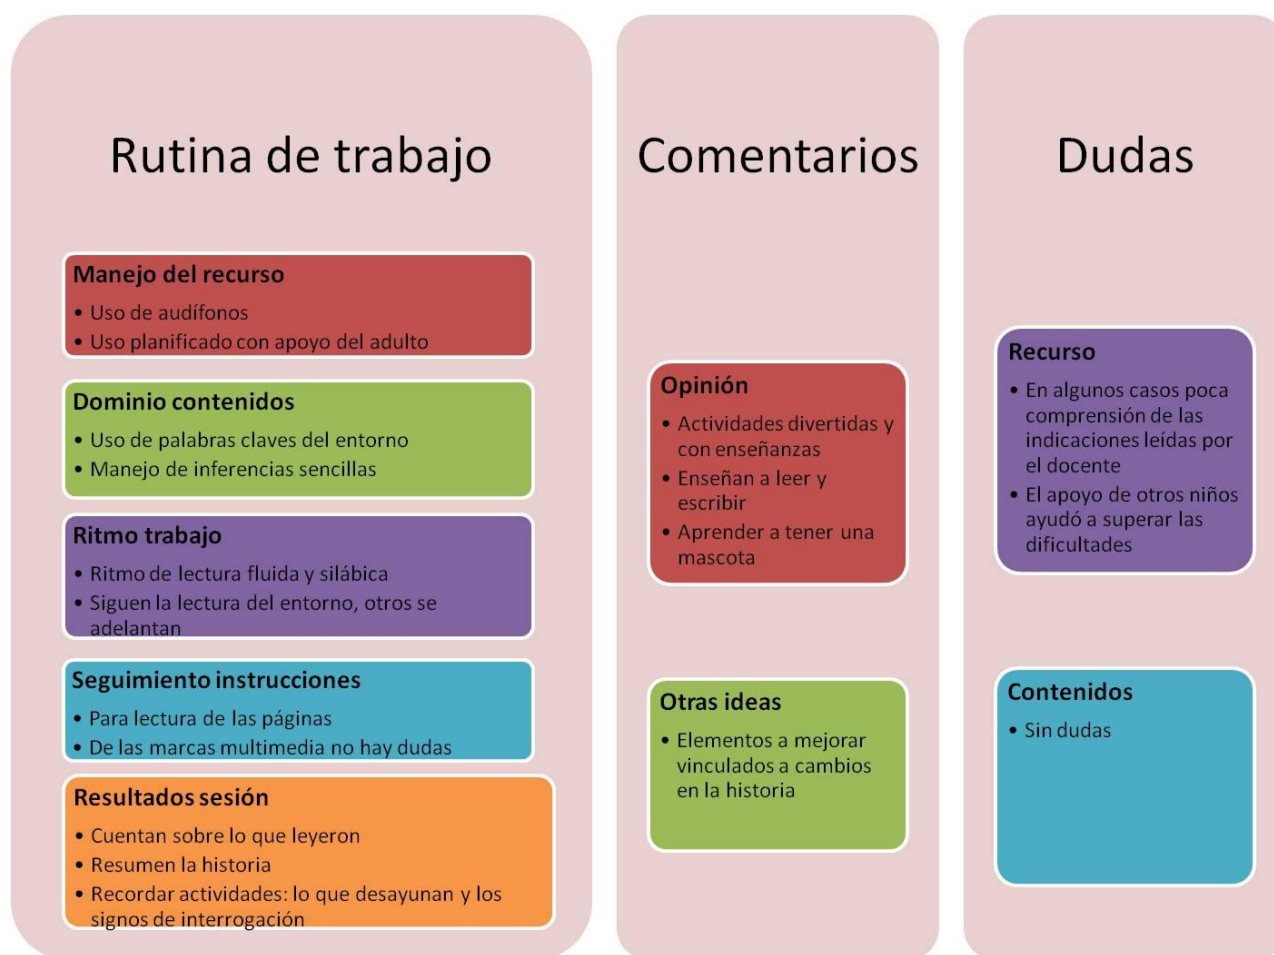 Rutina de trabajo
Manejo del recurso
• Uso de audífonos
• Uso planificado con apoyo del adulto
Dominio contenidos
• Uso de palabras claves del entorno
• Manejo de inferencias sencillas
Ritmo trabajo
• Ritmo de lectura fluida y silábica
• Siguen la lectura del entorno, otros se
adelantan
Seguimiento instrucciones
• Para lectura de las páginas
• De las marcas multimedia no hay dudas
Resultados sesión
• Cuentan sobre lo que leyeron
• Resumen la historia
• Recordar actividades: lo que desayunan y los
signos de interrogación
Comentarios
Opinión
• Actividades divertidas y
con enseñanzas
• Enseñan a leer y
escribir
• Aprender a tener una
mascota
Otras ideas
• Elementos a mejorar
vinculados a cambios
en la historia
Dudas
Recurso
• En algunos casos poca
comprensión de las
indicaciones leídas por
el docente
• El apoyo de otros niños
ayudó a superar las
dificultades
Contenidos
• Sin dudas